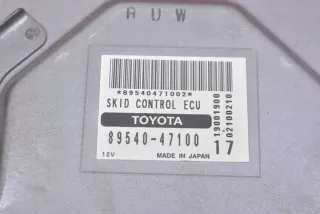 RUW
*89540471002*
SKID CONTROL ECU
TOYOTA
89540-47100
12V MADE IN JAPAN
17
19001900
02100210